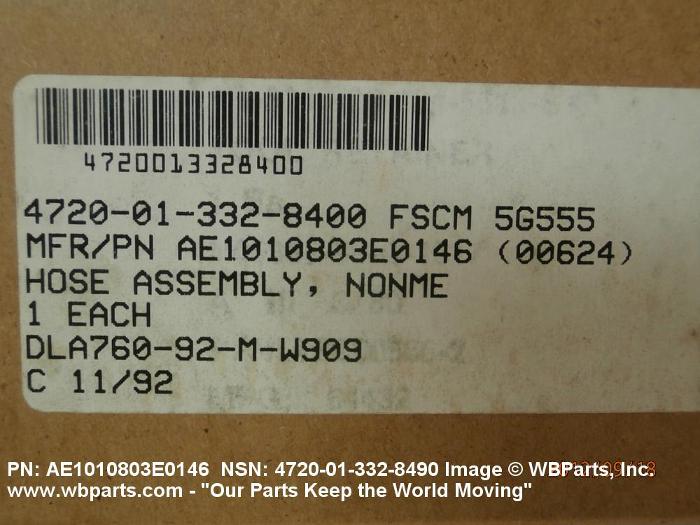 4720013328400
4720-01-332-8400 FSCM 5G555
MFR/PN AE1010803E0146 (00624)
HOSE ASSEMBLY, NONME
1 EACH
DLA760-92-M-W909
C 11/92
PN: AE1010803E0146 NSN: 4720-01-332-8490 Image © WBParts, Inc.
www.wbparts.com - "Our Parts Keep the World Moving"